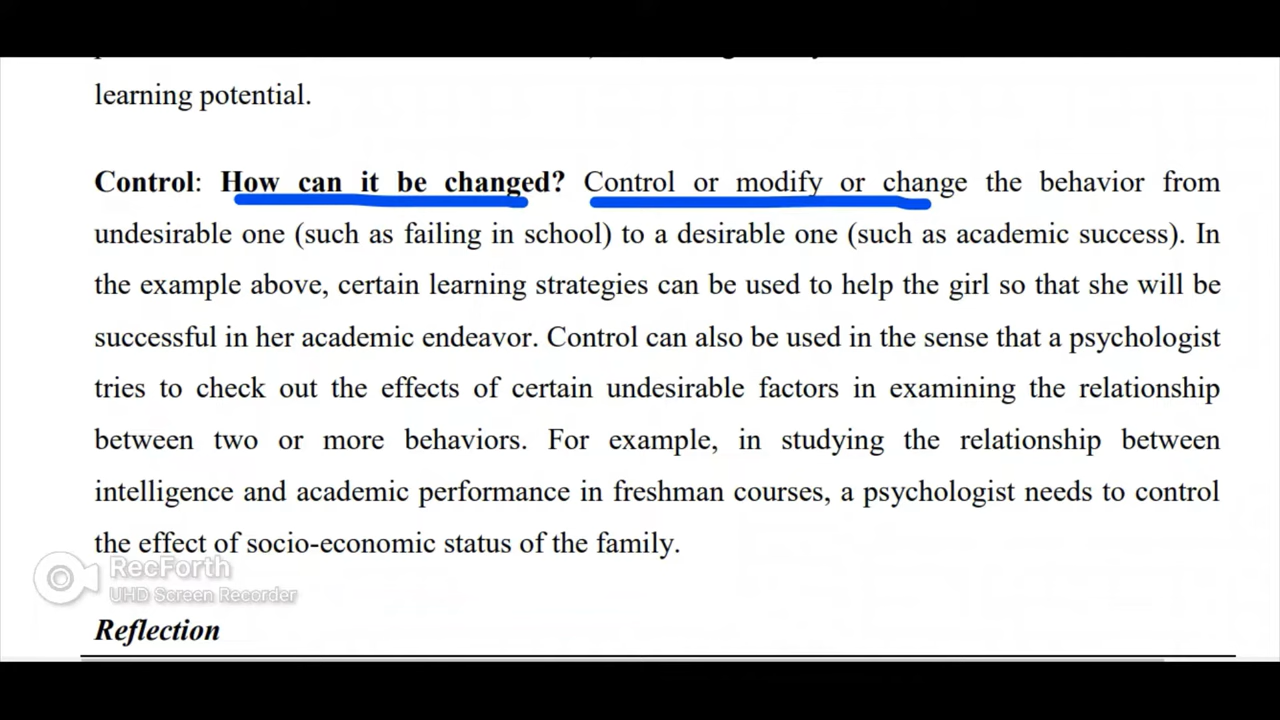 learning potential.
Control: How can it be changed? Control or modify or change the behavior from
undesirable one (such as failing in school) to a desirable one (such as academic success). In
the example above, certain learning strategies can be used to help the girl so that she will be
successful in her academic endeavor. Control can also be used in the sense that a psychologist
tries to check out the effects of certain undesirable factors in examining the relationship
between two or more behaviors. For example, in studying the relationship between
intelligence and academic performance in freshman courses, a psychologist needs to control
the effect of socio-economic status of the family.
RecForth
UHD Screen Recorder
Reflection